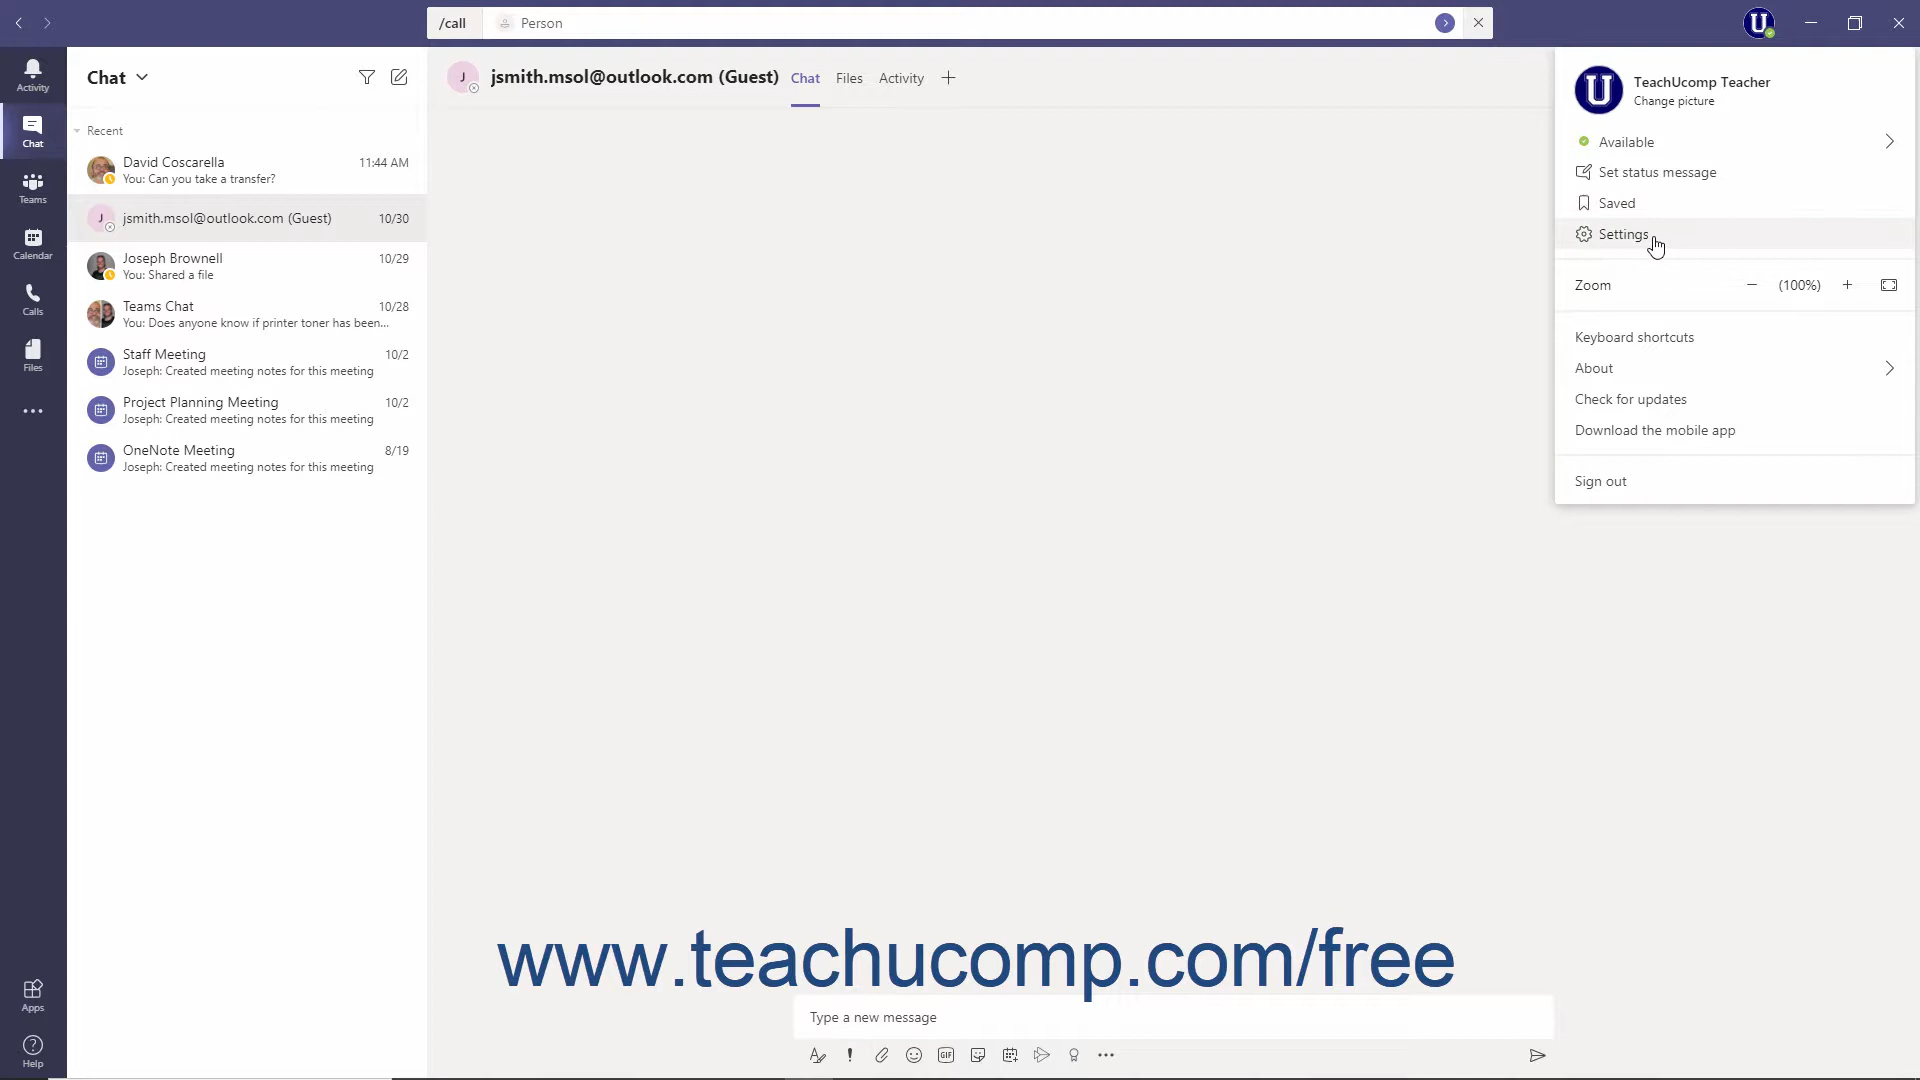 /call Person
U
Activity
Chat
Teams
Calendar
Calls
Files
Apps
Help
Chat
Recent
David Coscarella 11:44 AM
You: Can you take a transfer?
J jsmith.msol@outlook.com (Guest) 10/30
Joseph Brownell 10/29
You: Shared a file
Teams Chat 10/28
You: Does anyone know if printer toner has been...
Staff Meeting 10/2
Joseph: Created meeting notes for this meeting
Project Planning Meeting 10/2
Joseph: Created meeting notes for this meeting
OneNote Meeting 8/19
Joseph: Created meeting notes for this meeting
J jsmith.msol@outlook.com (Guest) Chat Files Activity
U TeachUcomp Teacher
Change picture
Available
Set status message
Saved
Settings
Zoom (100%)
Keyboard shortcuts
About
Check for updates
Download the mobile app
Sign out
www.teachucomp.com/free
Type a new message
GIF